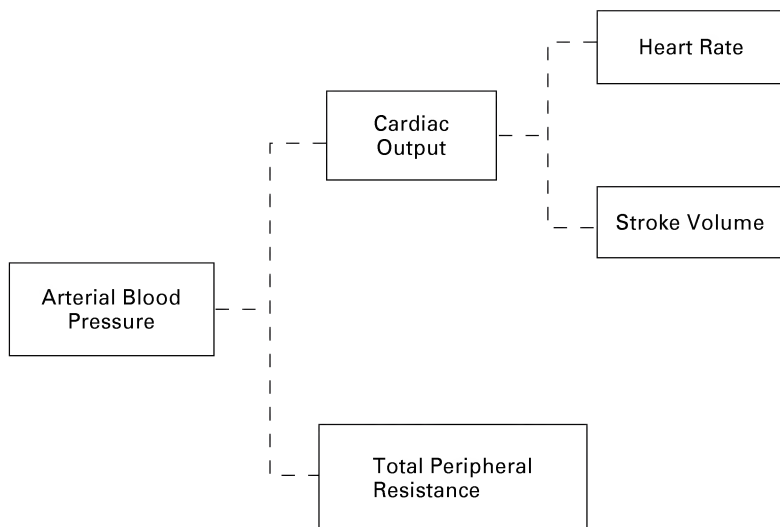 Heart Rate
Cardiac
Output
Stroke Volume
Arterial Blood
Pressure
Total Peripheral
Resistance